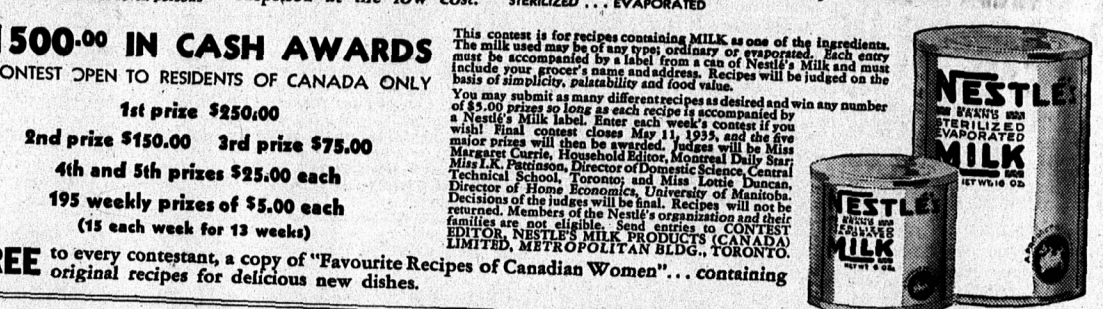 STERILIZED . . . EVAPORATED
500.00 IN CASH AWARDS
ONTEST OPEN TO RESIDENTS OF CANADA ONLY
1st prize $250.00
2nd prize $150.00 3rd prize $75.00
4th and 5th prizes $25.00 each
195 weekly prizes of $5.00 each
(15 each week for 13 weeks)
This contest is for recipes containing MILK as one of the ingredients.
The milk used may be of any type; ordinary or evaporated. Each entry
must be accompanied by a label from a can of Nestlé's Milk and must
include your grocer's name and address. Recipes will be judged on the
basis of simplicity, palatability and food value.
You may submit as many different recipes as desired and win any number
of $5.00 prizes so long as each recipe is accompanied by
a Nestlé's Milk label. Enter each week's contest if you
wish! Final contest closes May 11, 1935, and the five
major prizes will then be awarded. Judges will be Miss
Margaret Currie, Household Editor, Montreal Daily Star;
Miss I.K. Pattinson, Director of Domestic Science, Central
Technical School, Toronto; and Miss Lottie Duncan,
Director of Home Economics, University of Manitoba.
Decisions of the judges will be final. Recipes will not be
returned. Members of the Nestlé's organization and their
families are not eligible. Send entries to CONTEST
EDITOR, NESTLE'S MILK PRODUCTS (CANADA)
LIMITED, METROPOLITAN BLDG., TORONTO.
REE to every contestant, a copy of "Favourite Recipes of Canadian Women"... containing
original recipes for delicious new dishes.
NESTLÉ'S
STERILIZED
EVAPORATED
MILK
NET WT. 16 OZ
NESTLÉ'S
MILK
NET WT 6 OZ.